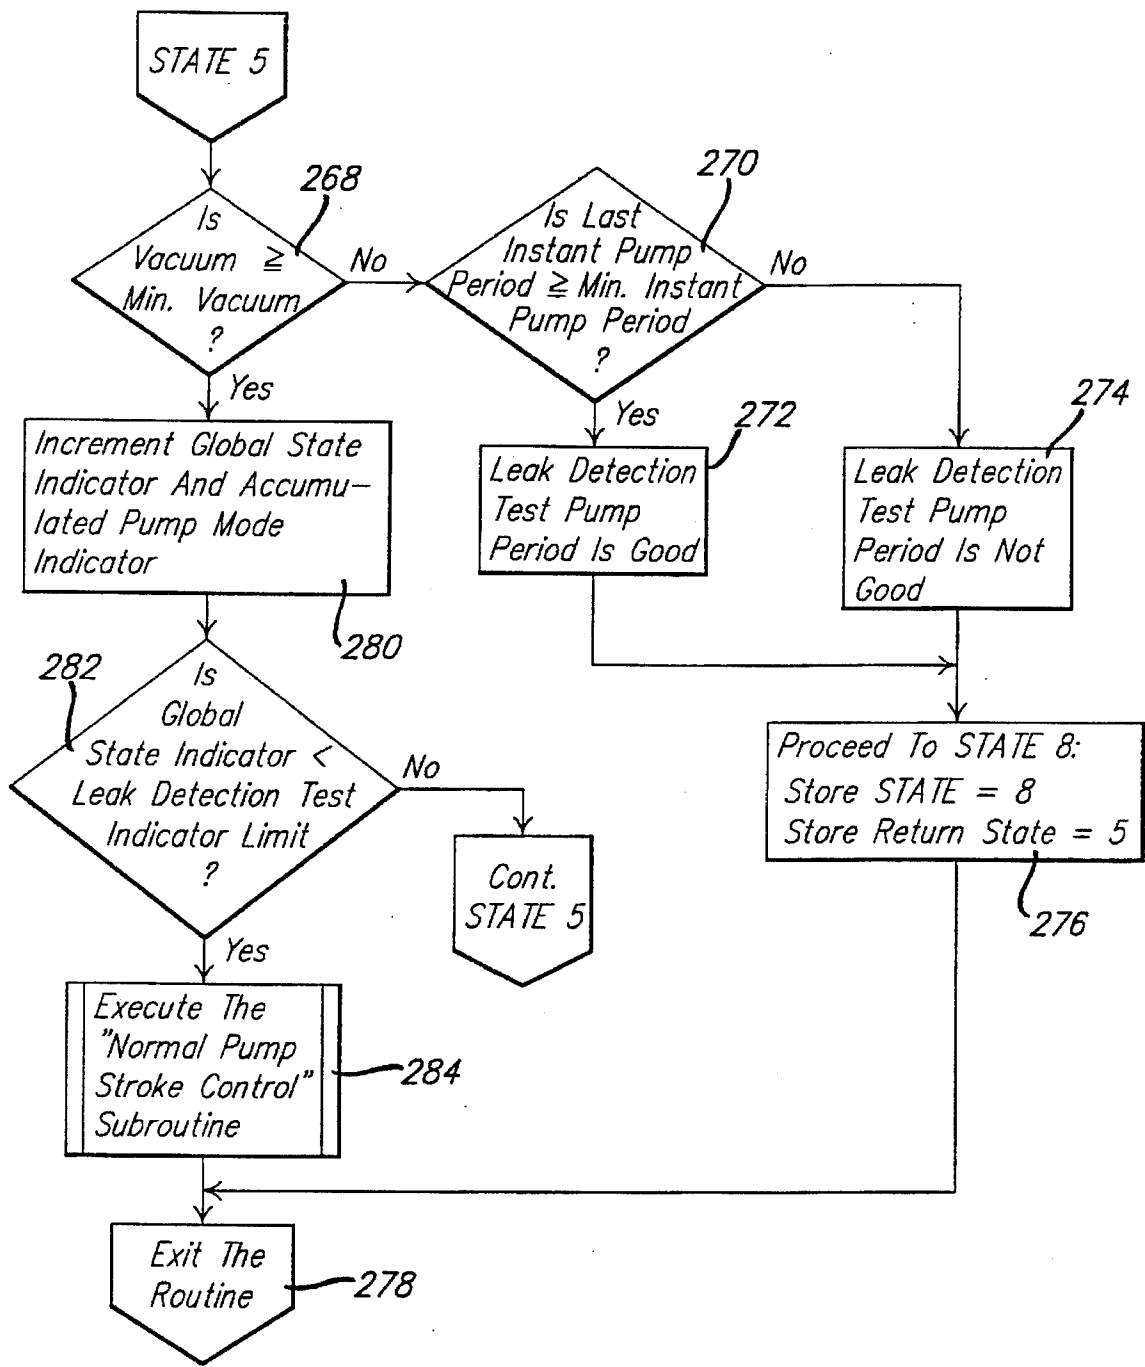 STATE 5
268
Is
Vacuum ≧
Min. Vacuum
?
No
Yes
270
Is Last
Instant Pump
Period ≧ Min. Instant
Pump Period
?
No
Yes
272
Leak Detection
Test Pump
Period Is Good
274
Leak Detection
Test Pump
Period Is Not
Good
Increment Global State
Indicator And Accumu-
lated Pump Mode
Indicator
280
282
Is
Global
State Indicator <
Leak Detection Test
Indicator Limit
?
No
Yes
Cont.
STATE 5
Proceed To STATE 8:
Store STATE = 8
Store Return State = 5
276
Execute The
"Normal Pump
Stroke Control"
Subroutine
284
Exit The
Routine
278